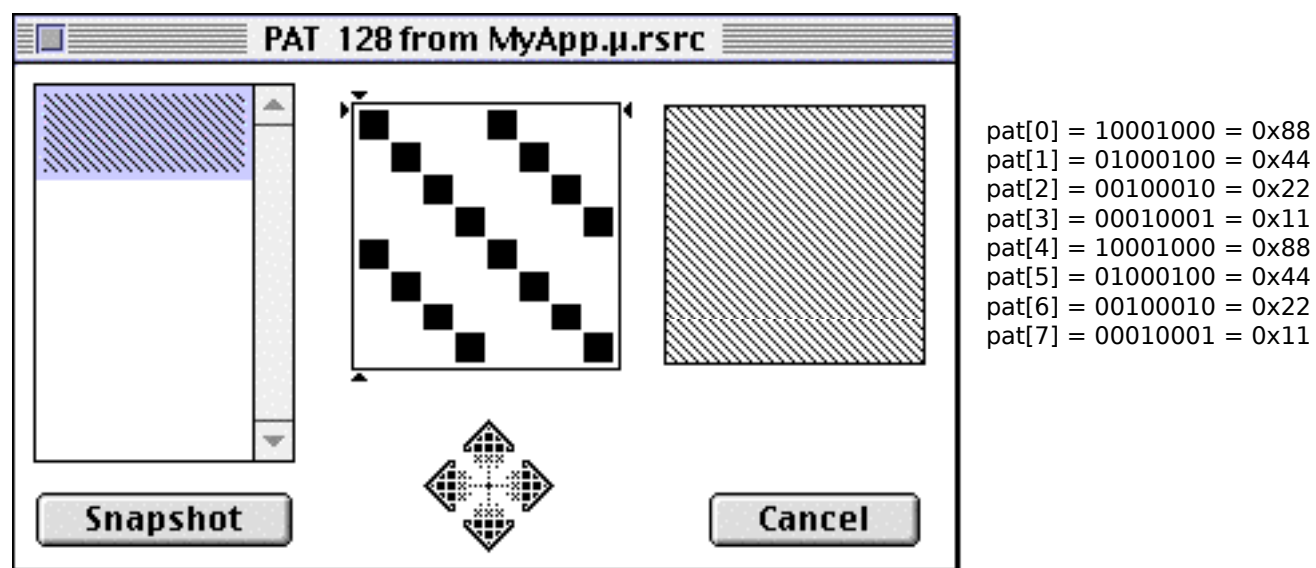 PAT 128 from MyApp.µ.rsrc
pat[0] = 10001000 = 0x88
pat[1] = 01000100 = 0x44
pat[2] = 00100010 = 0x22
pat[3] = 00010001 = 0x11
pat[4] = 10001000 = 0x88
pat[5] = 01000100 = 0x44
pat[6] = 00100010 = 0x22
pat[7] = 00010001 = 0x11
Snapshot
Cancel